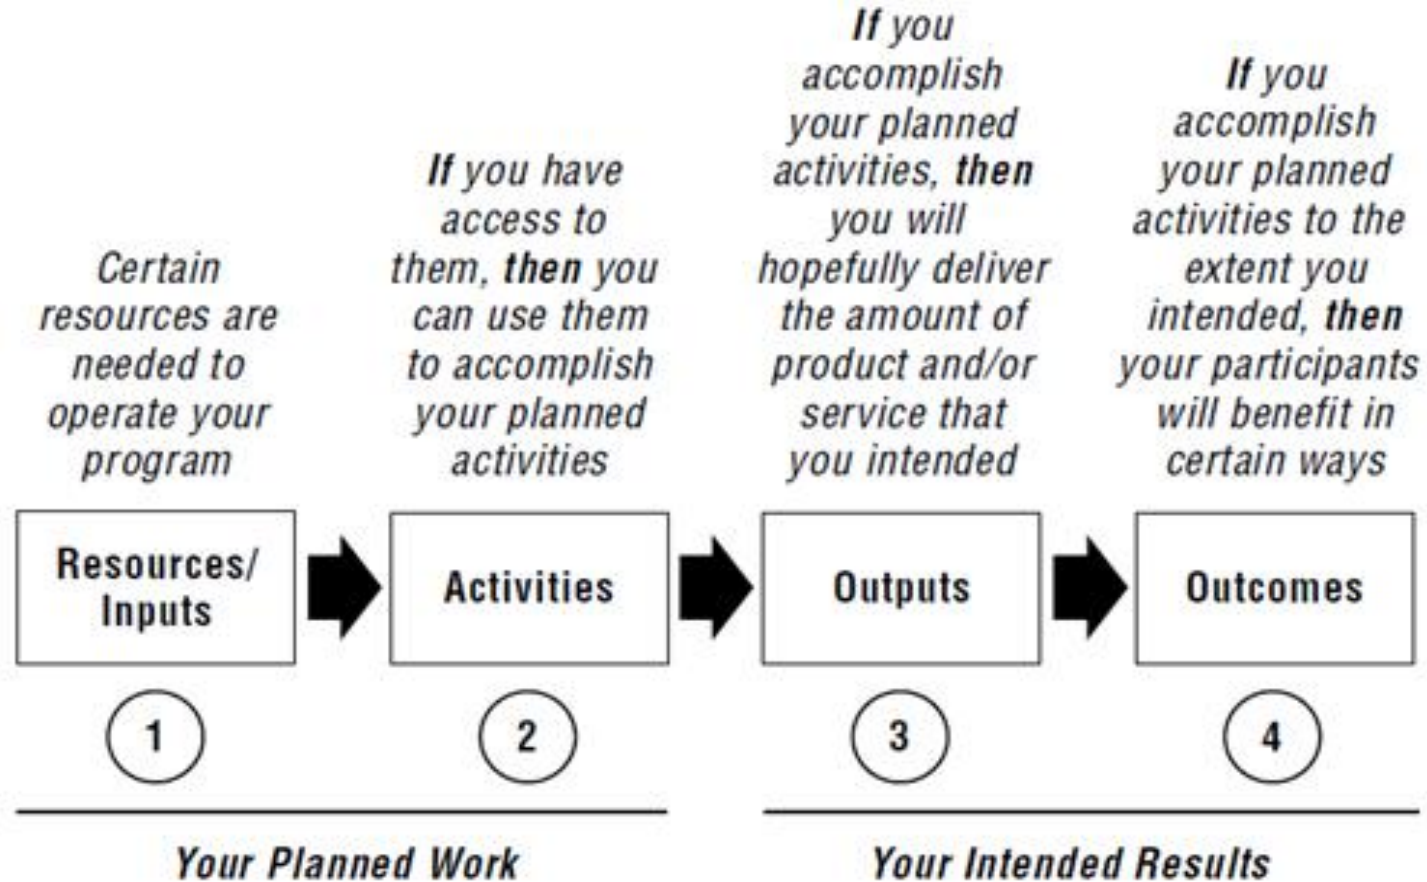 Certain
resources are
needed to
operate your
program
If you have
access to
them, then you
can use them
to accomplish
your planned
activities
If you
accomplish
your planned
activities, then
you will
hopefully deliver
the amount of
product and/or
service that
you intended
If you
accomplish
your planned
activities to the
extent you
intended, then
your participants
will benefit in
certain ways
Resources/
Inputs
Activities
Outputs
Outcomes
1
2
3
4
Your Planned Work
Your Intended Results